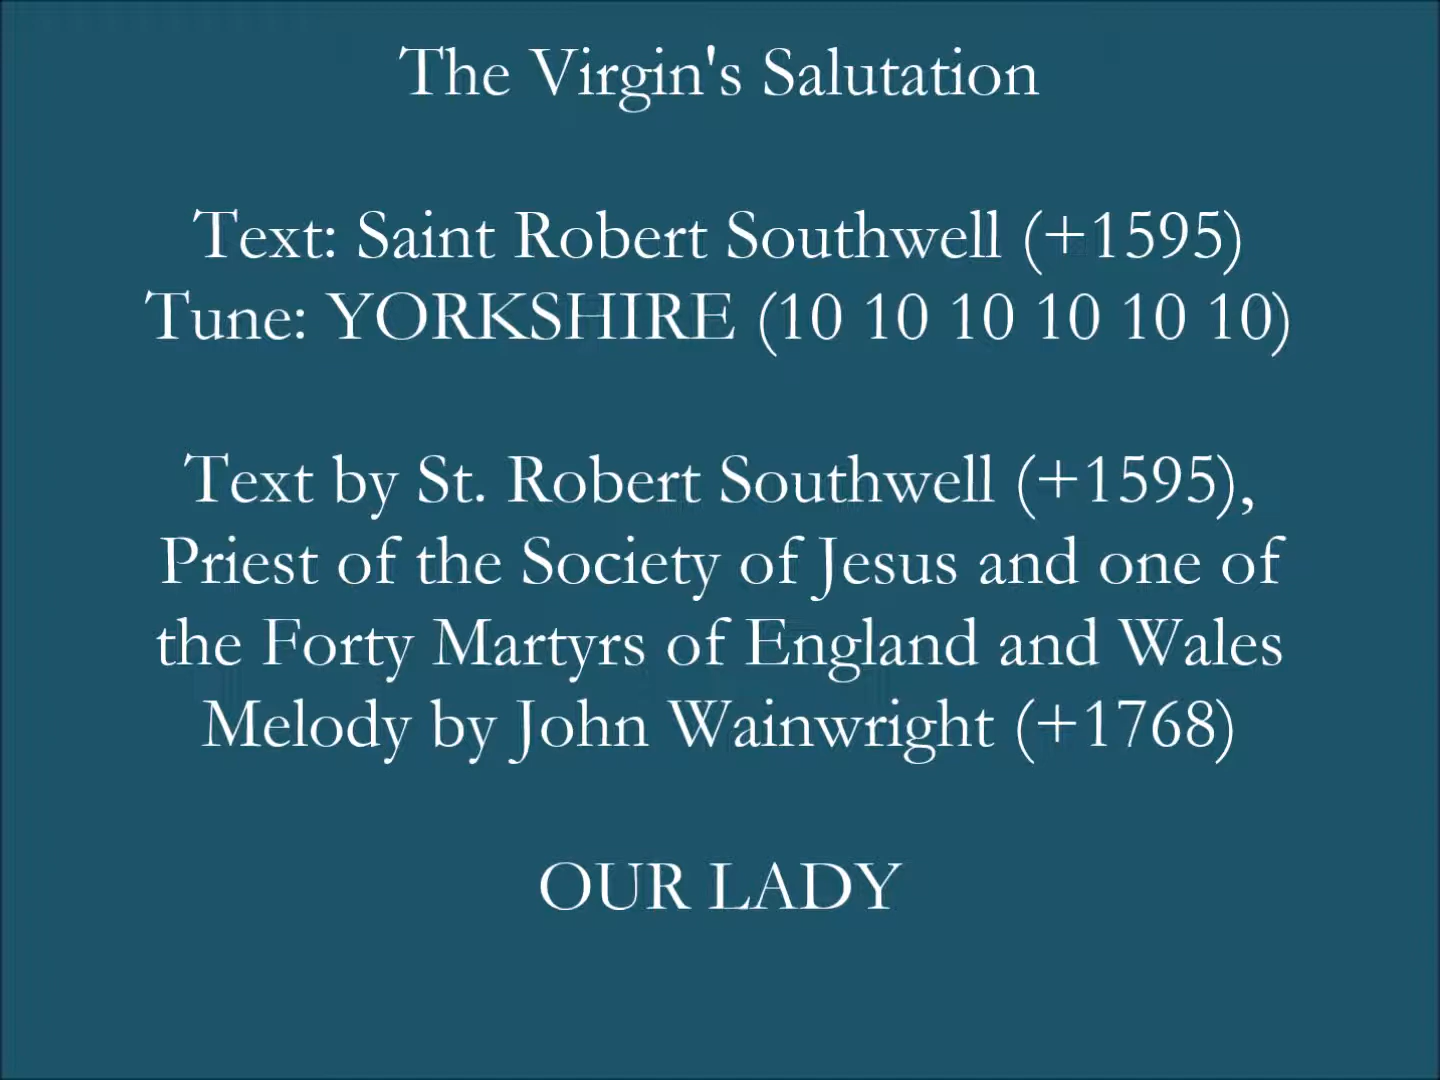 The Virgin's Salutation
Text: Saint Robert Southwell (+1595)
Tune: YORKSHIRE (10 10 10 10 10 10)
Text by St. Robert Southwell (+1595),
Priest of the Society of Jesus and one of
the Forty Martyrs of England and Wales
Melody by John Wainwright (+1768)
OUR LADY